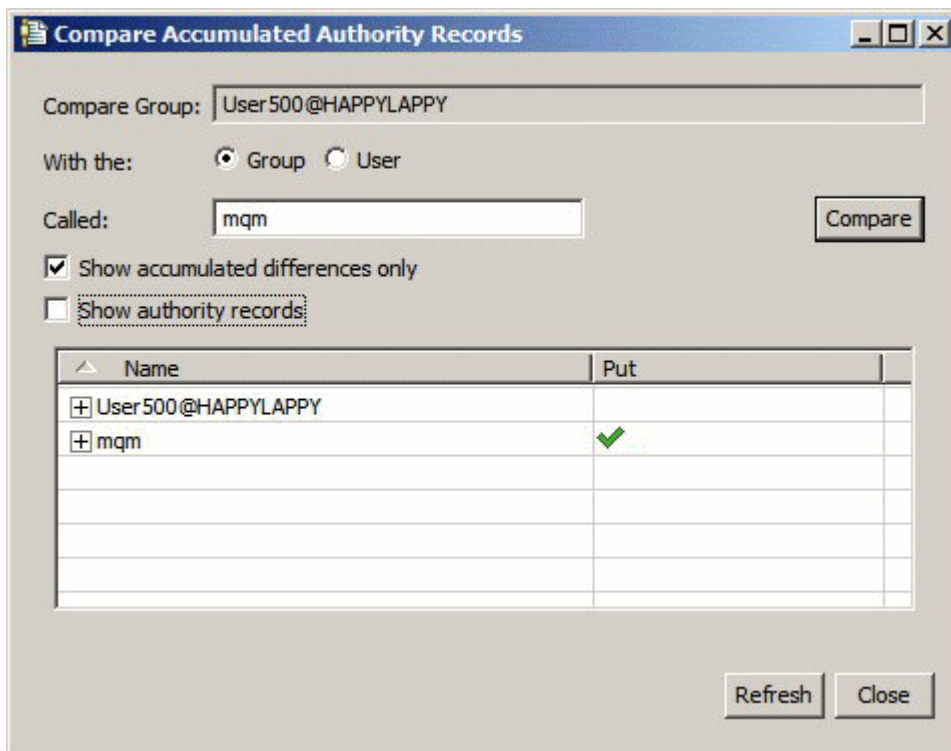 Compare Accumulated Authority Records
Compare Group: User500@HAPPYLAPPY
With the: Group User
Called: mqm Compare
Show accumulated differences only
Show authority records
Name Put
User500@HAPPYLAPPY
mqm
Refresh Close